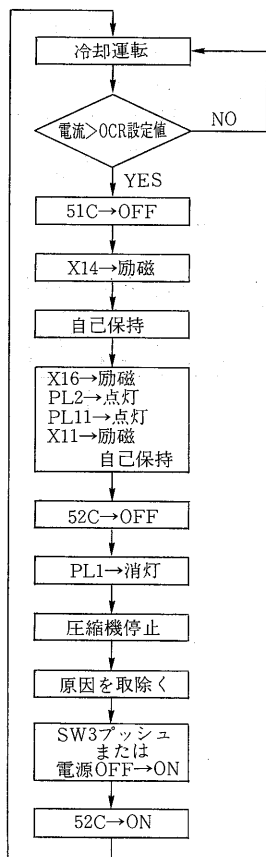 冷却運転
電流>OCR設定値
NO
YES
51C→OFF
X14→励磁
自己保持
X16→励磁
PL2→点灯
PL11→点灯
X11→励磁
自己保持
52C→OFF
PL1→消灯
圧縮機停止
原因を取除く
SW3プッシュ
または
電源OFF→ON
52C→ON